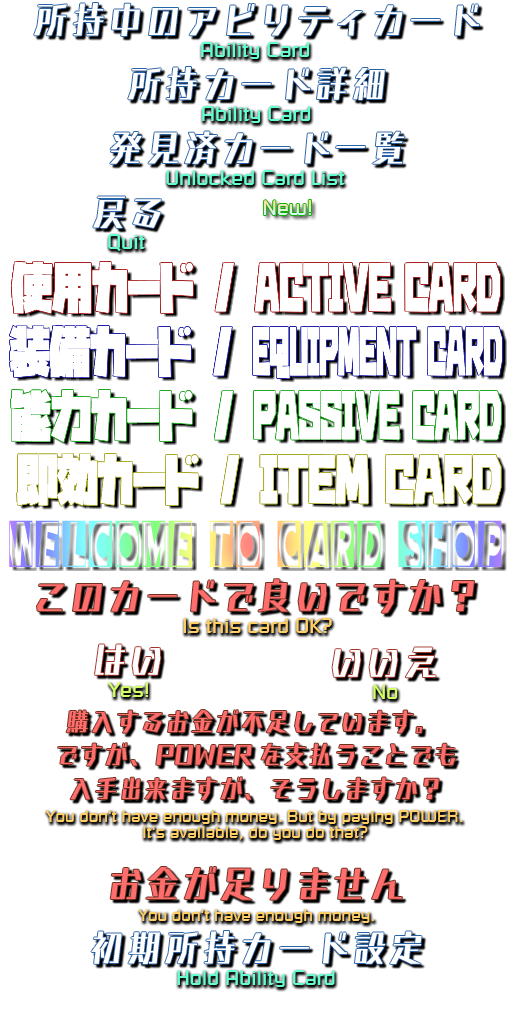 所持中のアビリティカード
Ability Card
所持カード詳細
Ability Card
発見済カード一覧
Unlocked Card List
戻る New!
Quit
使用カード / ACTIVE CARD
装備カード / EQUIPMENT CARD
能力カード / PASSIVE CARD
即効カード / ITEM CARD
WELCOME TO CARD SHOP
このカードで良いですか？
Is this card OK?
はい いいえ
Yes! No
購入するお金が不足しています。
ですが、POWERを支払うことでも
入手出来ますが、そうしますか？
You don't have enough money. But by paying POWER.
It's available, do you do that?
お金が足りません
You don't have enough money.
初期所持カード設定
Hold Ability Card